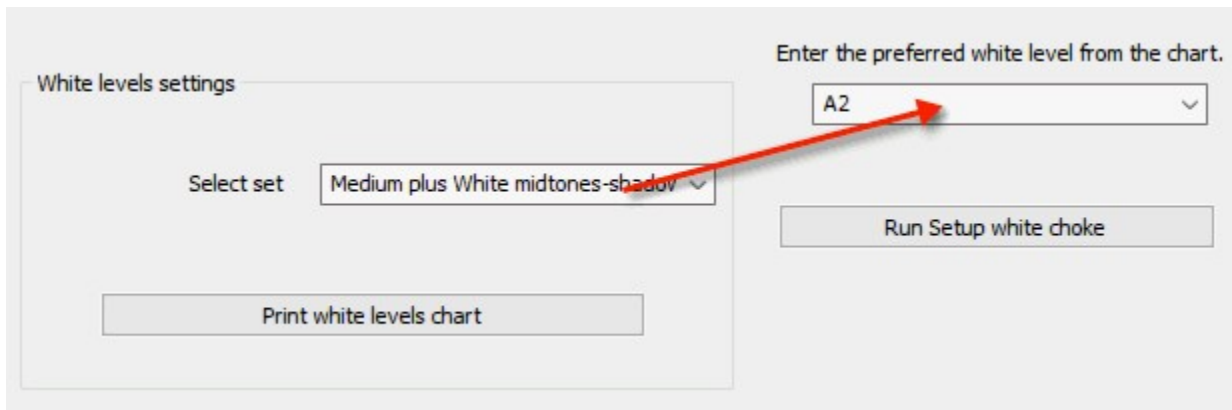 Enter the preferred white level from the chart.
White levels settings
A2
Select set
Medium plus White midtones-shadov
Run Setup white choke
Print white levels chart